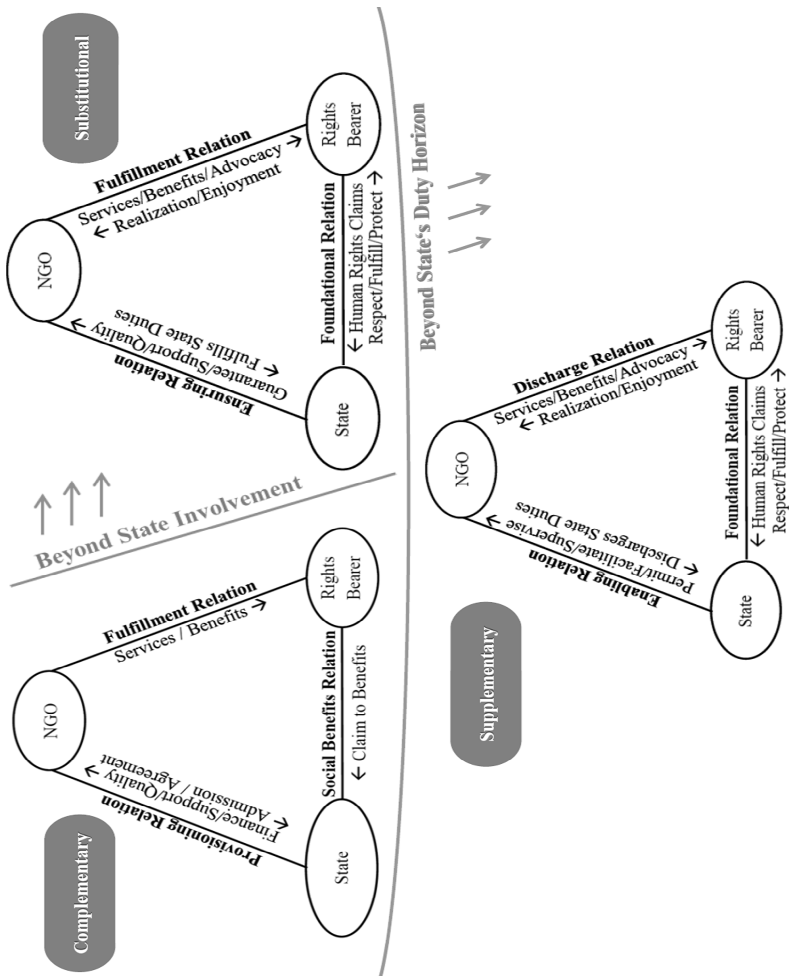 Complementary
NGO
Provisioning Relation
Finance/Support/Quality →
← Admission / Agreement
Fulfillment Relation
Services / Benefits →
State
Social Benefits Relation
← Claim to Benefits
Rights
Bearer
Beyond State Involvement
Substitutional
NGO
Ensuring Relation
Guarantee/Support/Quality →
← Fulfills State Duties
Fulfillment Relation
Services/Benefits/Advocacy →
← Realization/Enjoyment
State
Foundational Relation
← Human Rights Claims
Respect/Fulfill/Protect →
Rights
Bearer
Beyond State‘s Duty Horizon
Supplementary
NGO
Enabling Relation
Permit/Facilitate/Supervise →
← Discharges State Duties
Discharge Relation
Services/Benefits/Advocacy →
← Realization/Enjoyment
State
Foundational Relation
← Human Rights Claims
Respect/Fulfill/Protect →
Rights
Bearer